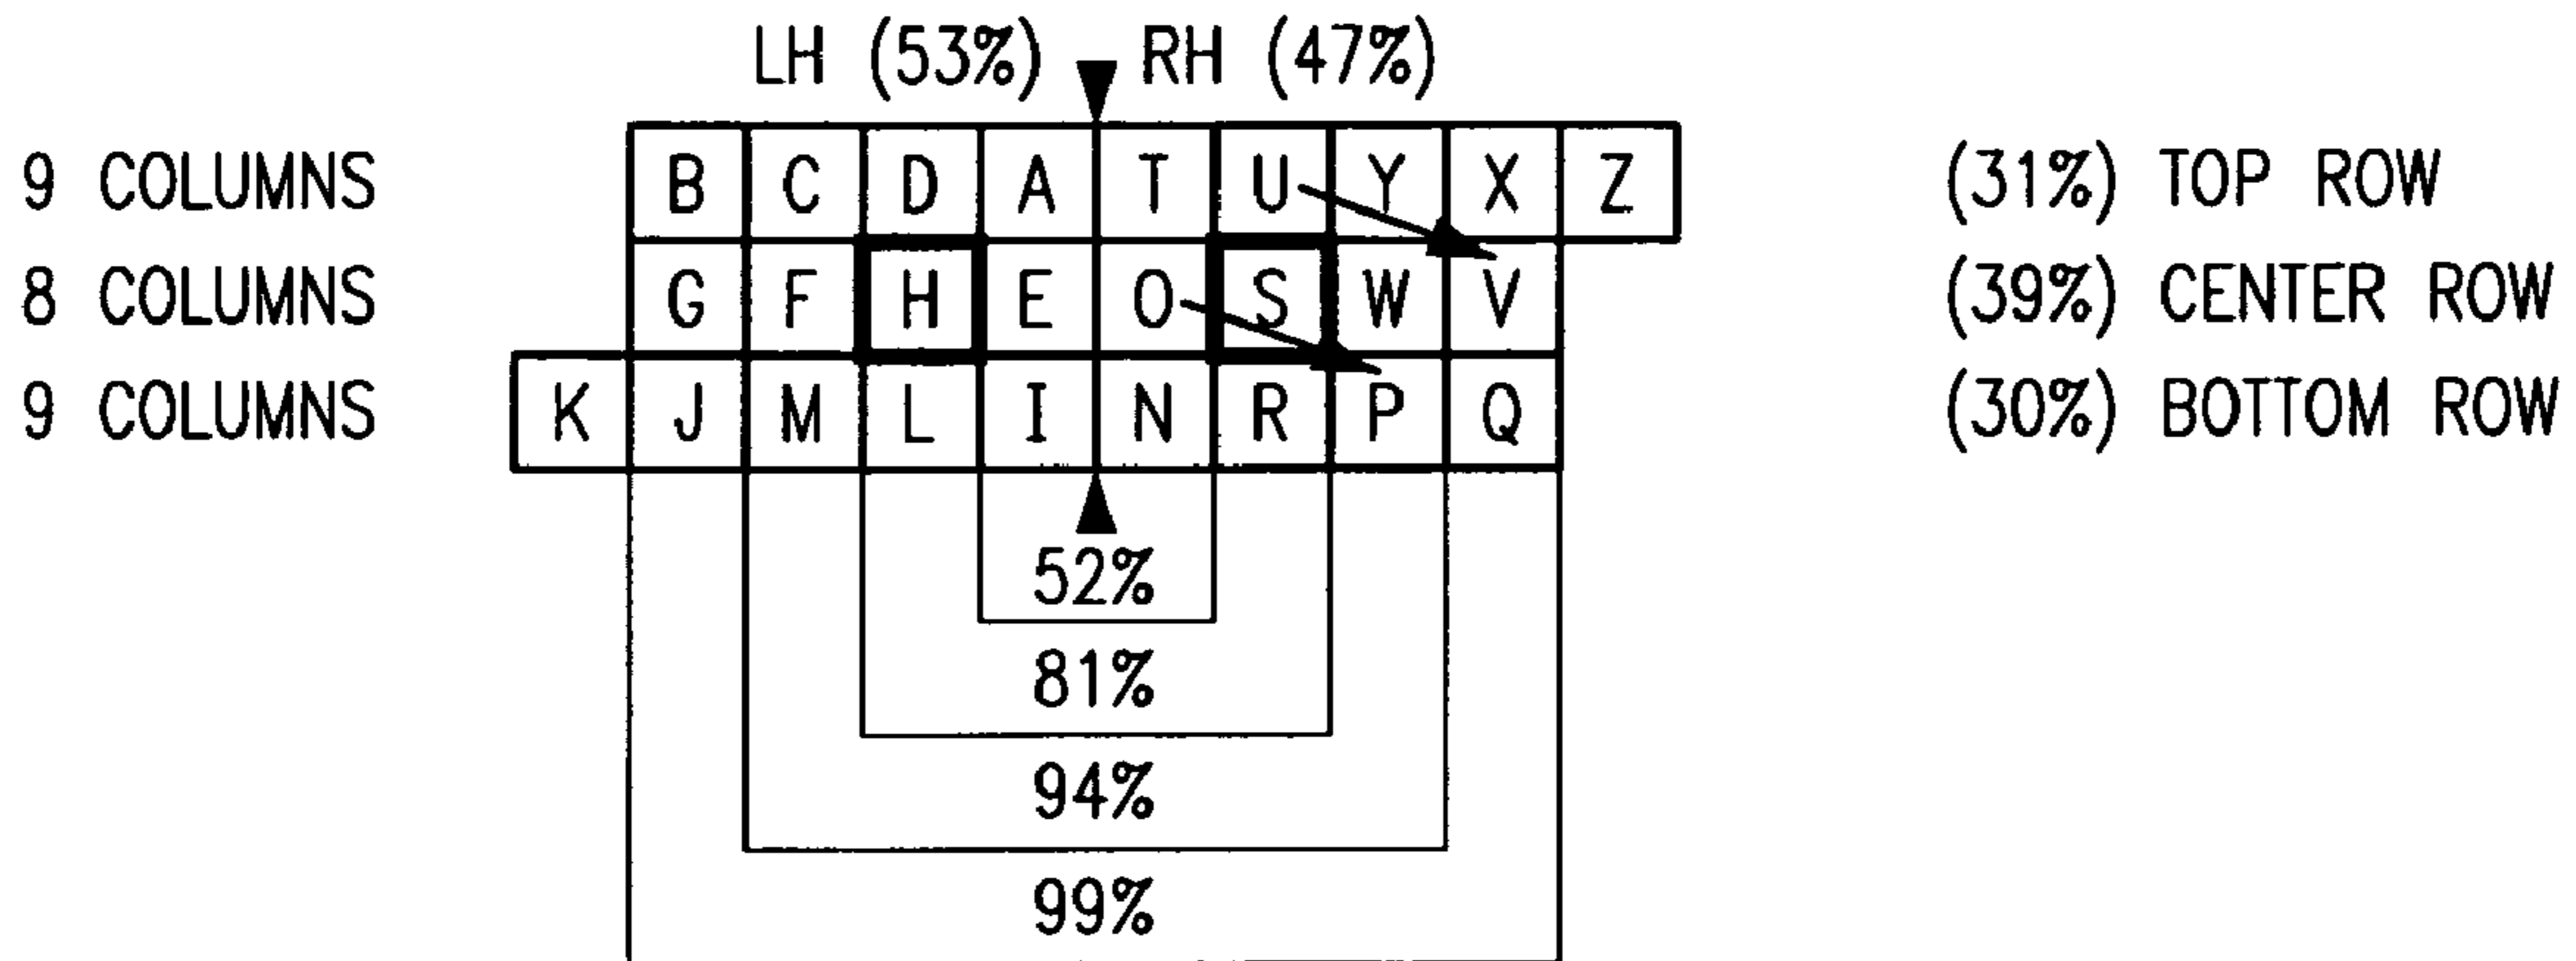 LH (53%) RH (47%)
9 COLUMNS B C D A T U Y X Z (31%) TOP ROW
8 COLUMNS G F H E O S W V (39%) CENTER ROW
9 COLUMNS K J M L I N R P Q (30%) BOTTOM ROW
52%
81%
94%
99%